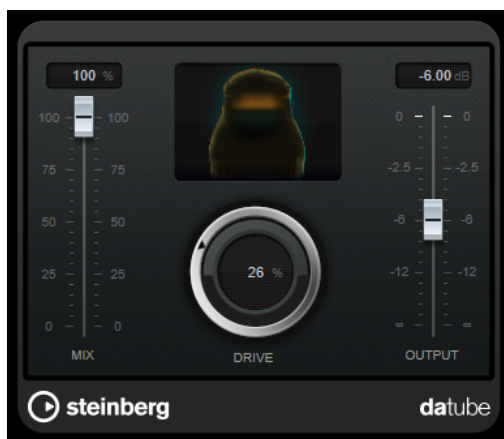 100 %
-6.00 dB
100 100
75 75
50 50
25 25
0 0
MIX
26 %
DRIVE
0 0
-2.5 -2.5
-6 -6
-12 -12
∞ ∞
OUTPUT
steinberg
datube